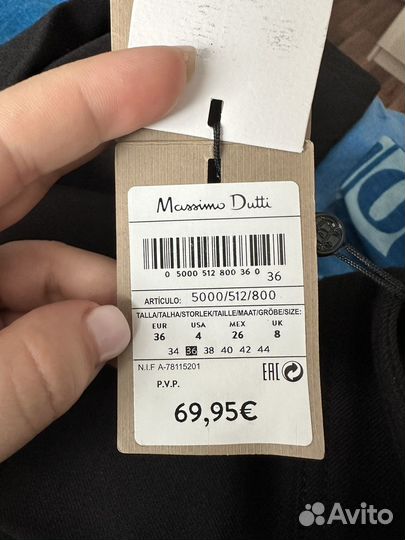 Massimo Dutti
0 5000 512 800 36 0 36
ARTÍCULO: 5000/512/800
TALLA/TALHA/STORLEK/TAILLE/MAAT/GRÖBE/SIZE:
EUR USA MEX UK
36 4 26 8
34 36 38 40 42 44
N.I.F A-78115201
EAC
P.V.P.
69,95€
Avito